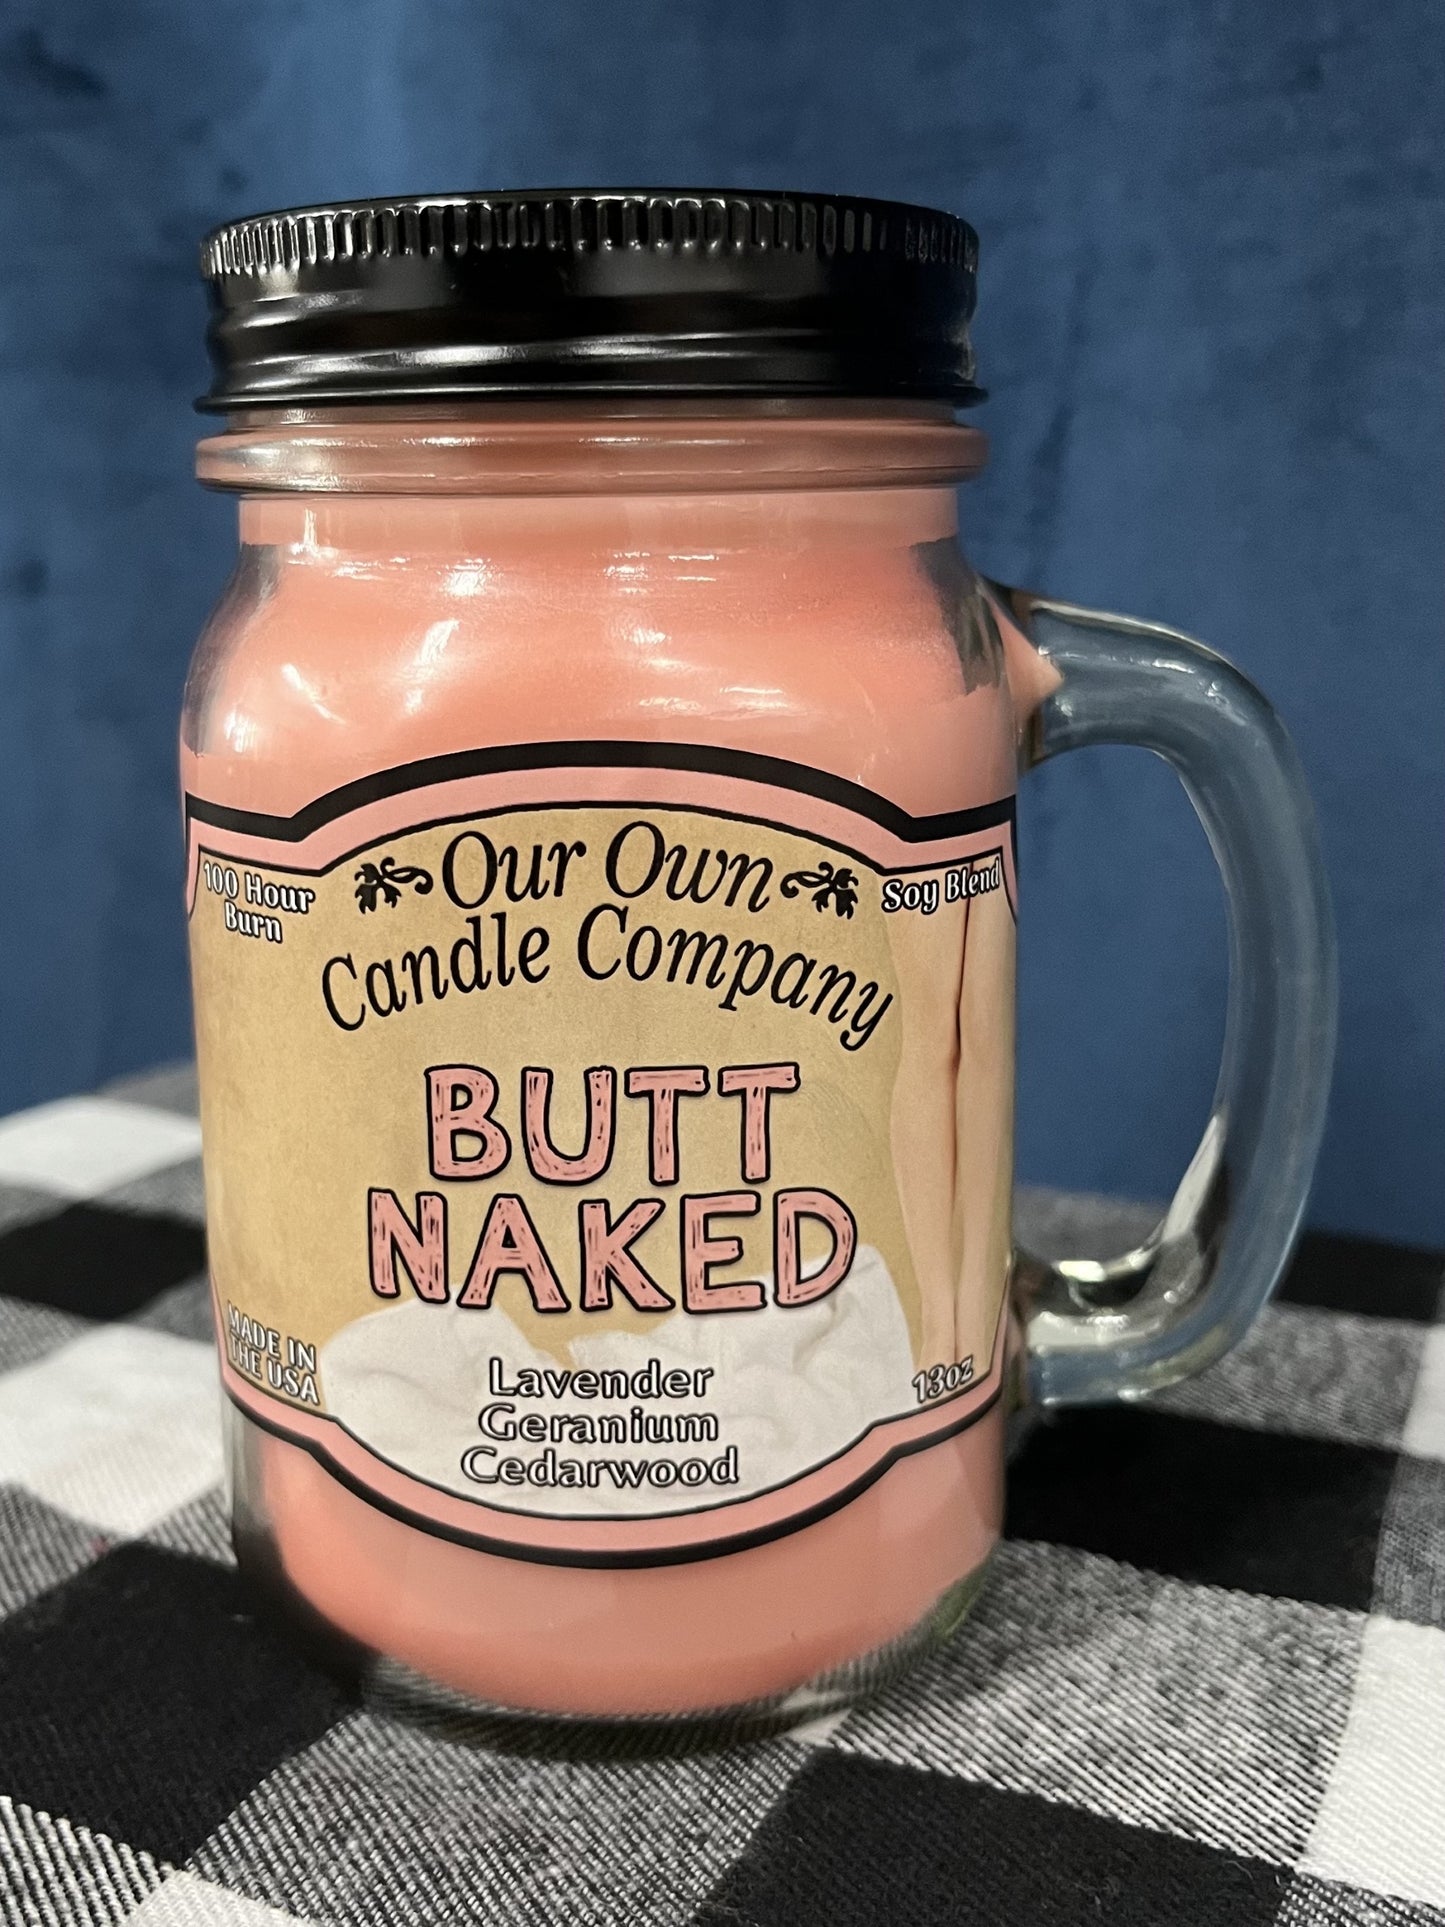 Our Own
Candle Company
100 Hour
Burn
Soy Blend
BUTT
NAKED
MADE IN
THE USA
Lavender
Geranium
Cedarwood
13oz